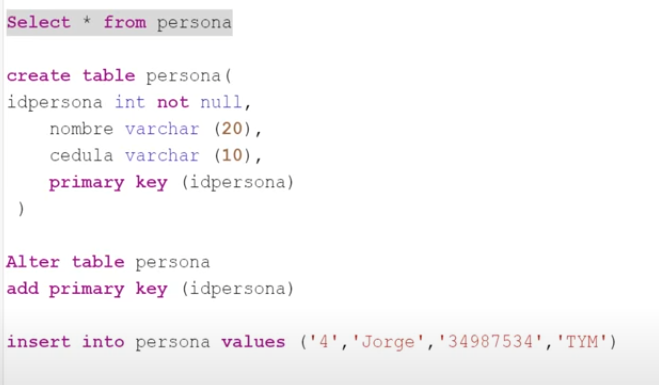 Select * from persona
create table persona(
idpersona int not null,
nombre varchar (20),
cedula varchar (10),
primary key (idpersona)
)
Alter table persona
add primary key (idpersona)
insert into persona values ('4','Jorge','34987534','TYM')